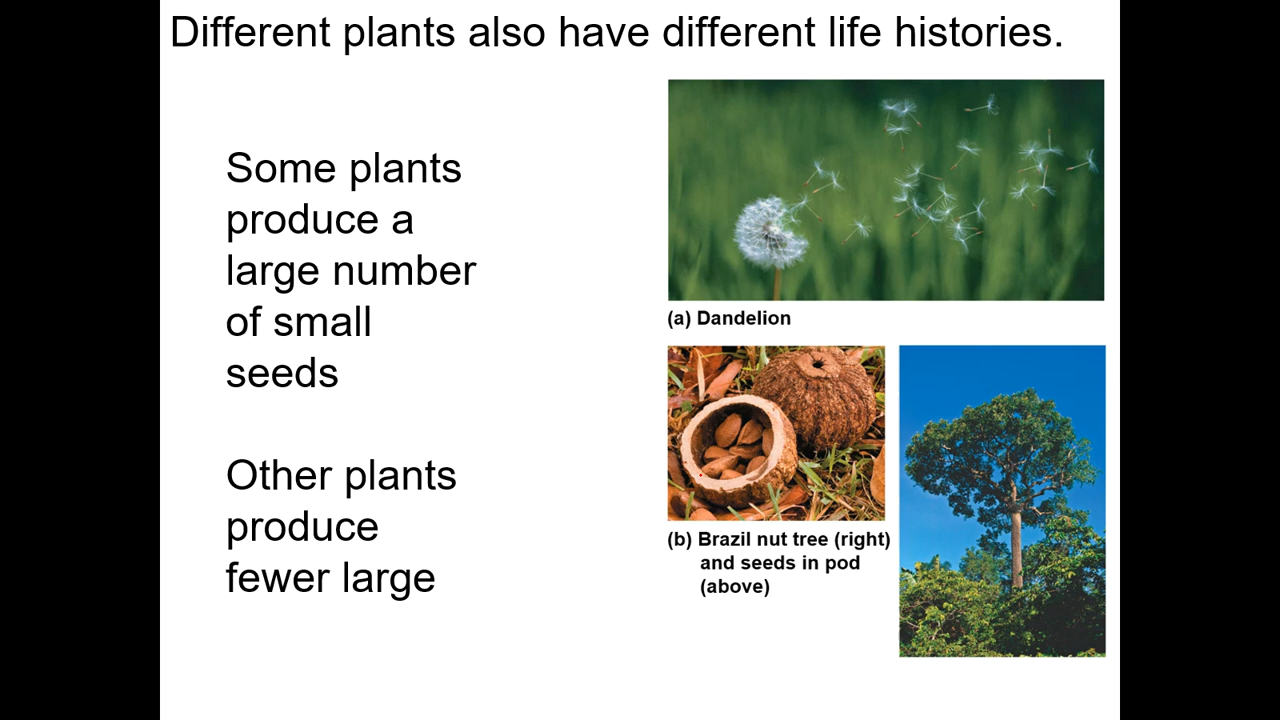 Different plants also have different life histories.
Some plants
produce a
large number
of small
seeds
Other plants
produce
fewer large
(a) Dandelion
(b) Brazil nut tree (right)
and seeds in pod
(above)